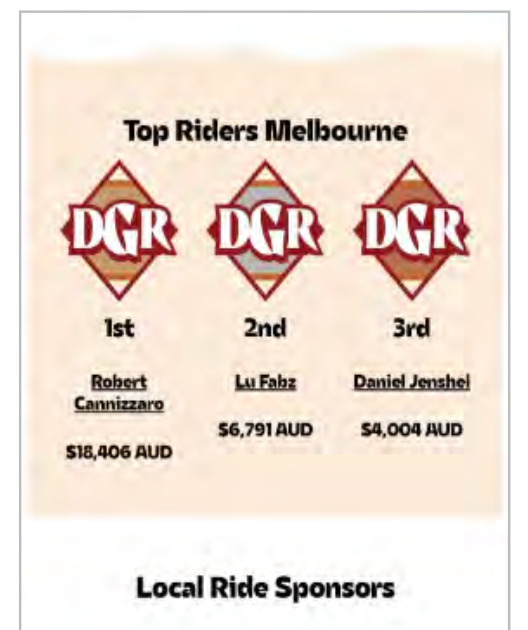 Top Riders Melbourne
DGR DGR DGR
1st 2nd 3rd
Robert Cannizzaro
Lu Fabz
Daniel Jenshel
$18,406 AUD
$6,791 AUD
$4,004 AUD
Local Ride Sponsors